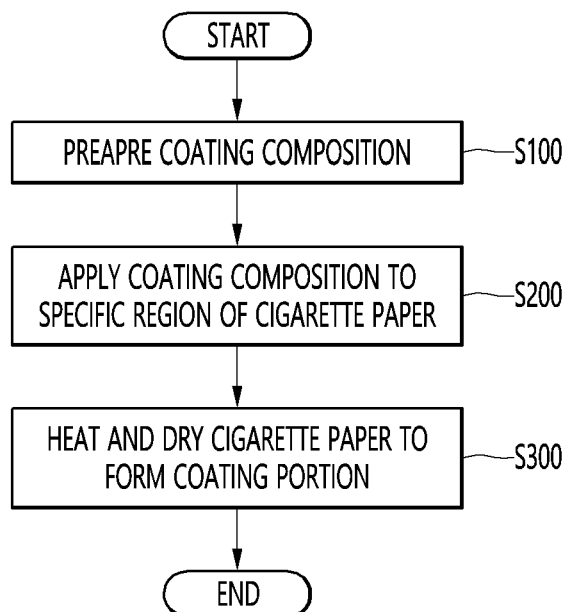 START
PREAPRE COATING COMPOSITION
S100
APPLY COATING COMPOSITION TO
SPECIFIC REGION OF CIGARETTE PAPER
S200
HEAT AND DRY CIGARETTE PAPER TO
FORM COATING PORTION
S300
END